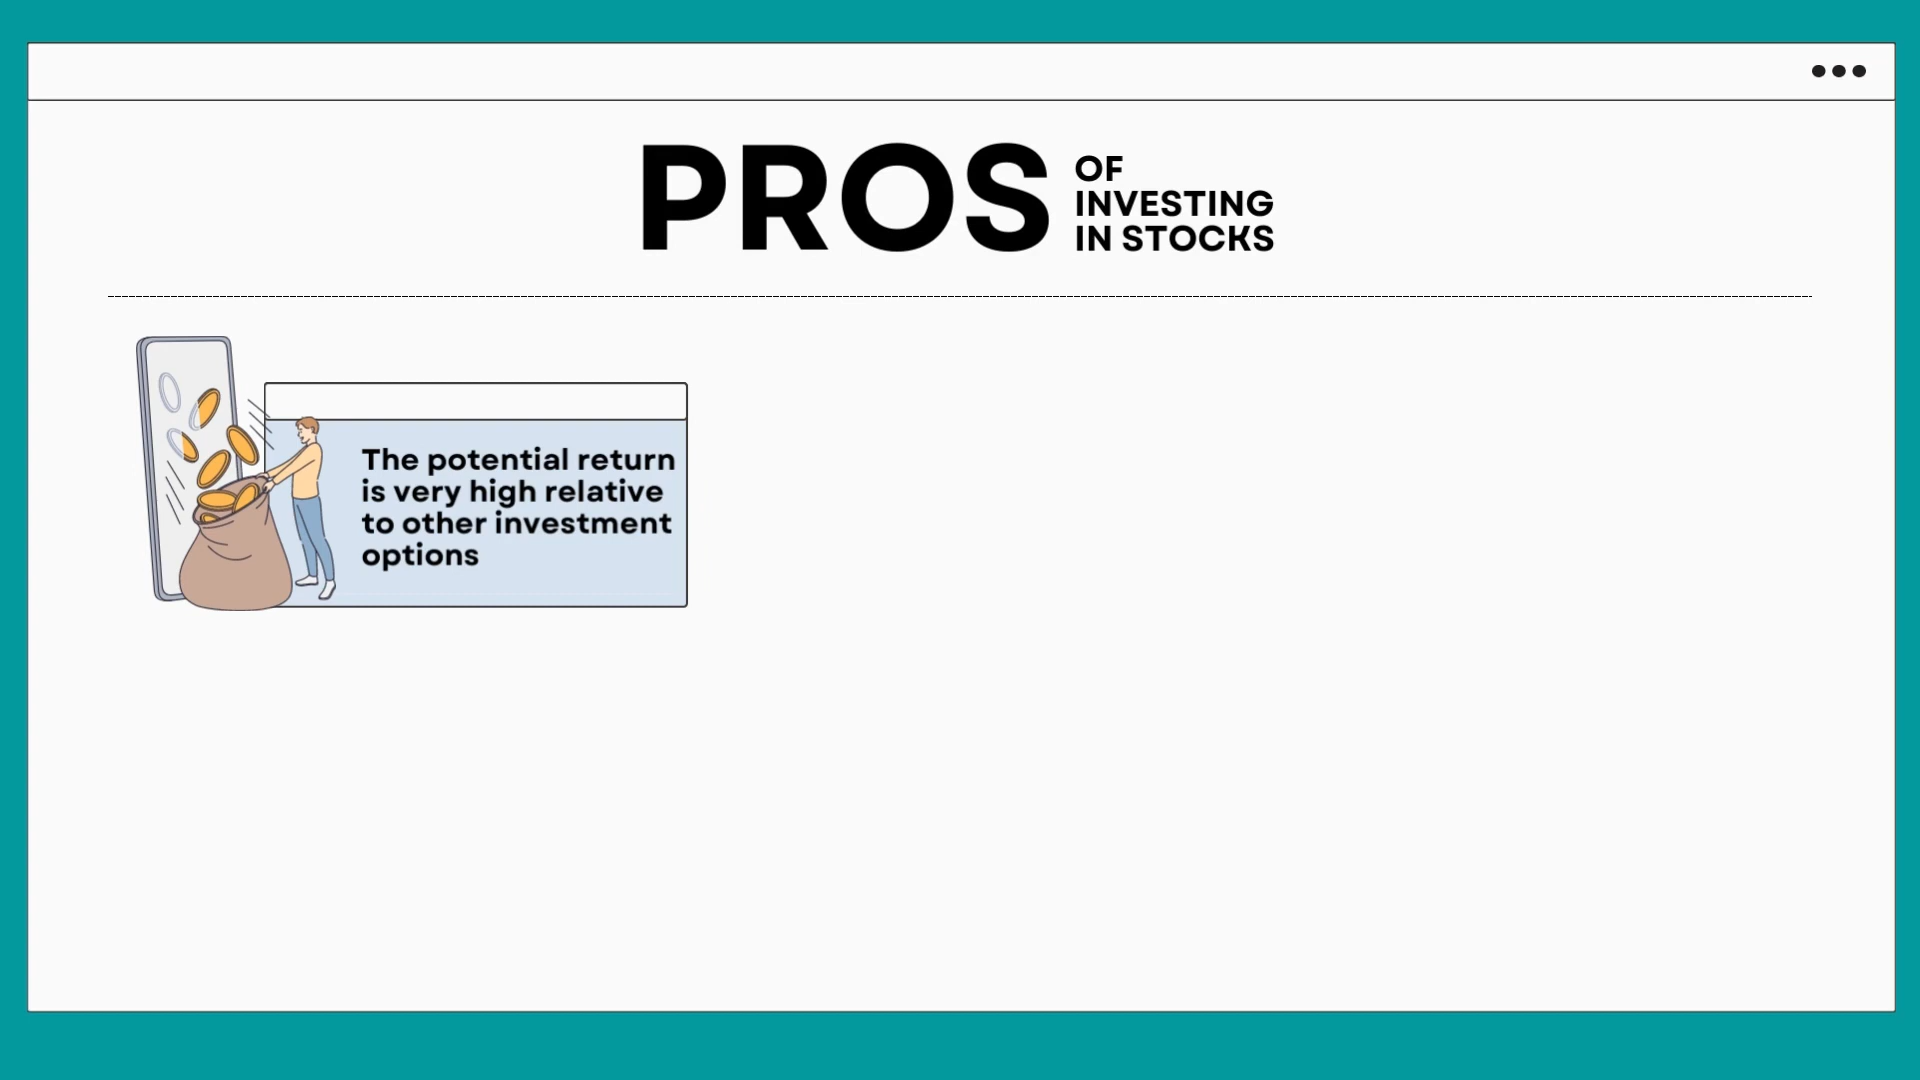 PROS
OF
INVESTING
IN STOCKS
The potential return
is very high relative
to other investment
options